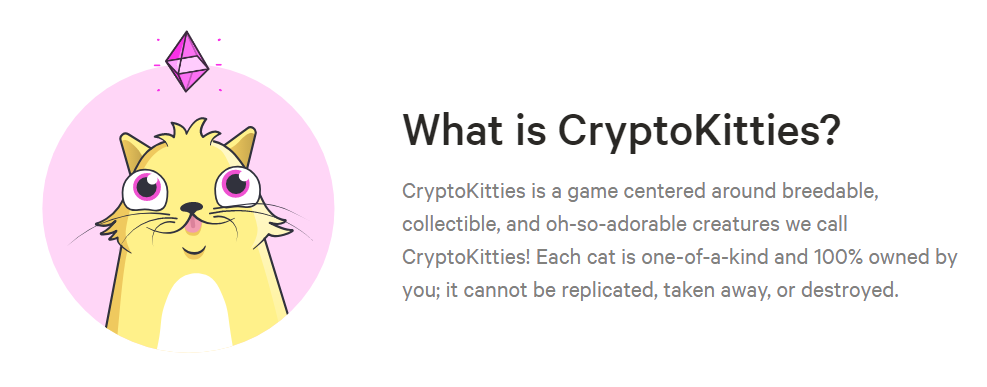 What is CryptoKitties?
CryptoKitties is a game centered around breedable,
collectible, and oh-so-adorable creatures we call
CryptoKitties! Each cat is one-of-a-kind and 100% owned by
you; it cannot be replicated, taken away, or destroyed.